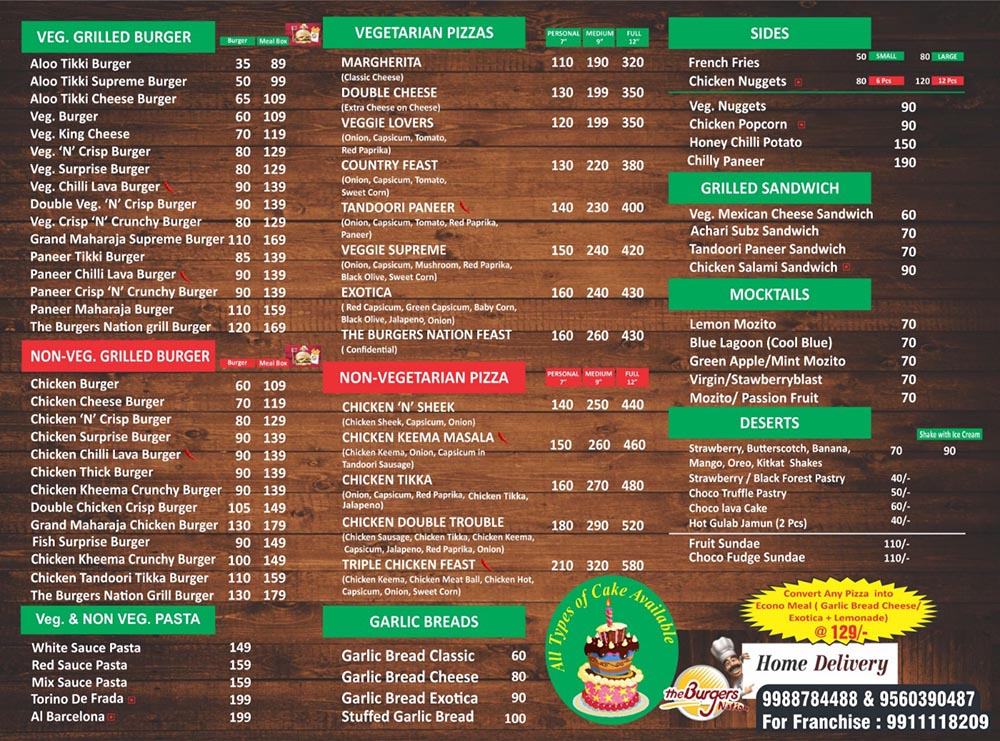 VEG. GRILLED BURGER Burger Meal Box
Aloo Tikki Burger 35 89
Aloo Tikki Supreme Burger 50 99
Aloo Tikki Cheese Burger 65 109
Veg. Burger 60 109
Veg. King Cheese 70 119
Veg. ‘N’ Crisp Burger 80 129
Veg. Surprise Burger 80 129
Veg. Chilli Lava Burger 90 139
Double Veg. ‘N’ Crisp Burger 90 139
Veg. Crisp ‘N’ Crunchy Burger 80 129
Grand Maharaja Supreme Burger 110 169
Paneer Tikki Burger 85 139
Paneer Chilli Lava Burger 90 139
Paneer Crisp ‘N’ Crunchy Burger 90 139
Paneer Maharaja Burger 110 159
The Burgers Nation grill Burger 120 169
NON-VEG. GRILLED BURGER Burger Meal Box
Chicken Burger 60 109
Chicken Cheese Burger 70 119
Chicken ‘N’ Crisp Burger 80 129
Chicken Surprise Burger 90 139
Chicken Chilli Lava Burger 90 139
Chicken Thick Burger 90 139
Chicken Kheema Crunchy Burger 90 139
Double Chicken Crisp Burger 105 149
Grand Maharaja Chicken Burger 130 179
Fish Surprise Burger 90 149
Chicken Kheema Crunchy Burger 100 149
Chicken Tandoori Tikka Burger 110 159
The Burgers Nation Grill Burger 130 179
Veg. & NON VEG. PASTA
White Sauce Pasta 149
Red Sauce Pasta 159
Mix Sauce Pasta 159
Torino De Frada 199
Al Barcelona 199
VEGETARIAN PIZZAS PERSONAL 7" MEDIUM 9" FULL 12"
MARGHERITA 110 190 320
(Classic Cheese)
DOUBLE CHEESE 130 199 350
(Extra Cheese on Cheese)
VEGGIE LOVERS 120 199 350
(Onion, Capsicum, Tomato,
Red Paprika)
COUNTRY FEAST 130 220 380
(Onion, Capsicum, Tomato,
Sweet Corn)
TANDOORI PANEER 140 230 400
(Onion, Capsicum, Tomato, Red Paprika,
Paneer)
VEGGIE SUPREME 150 240 420
(Onion, Capsicum, Mushroom, Red Paprika,
Black Olive, Sweet Corn)
EXOTICA 160 240 430
( Red Capsicum, Green Capsicum, Baby Corn,
Black Olive, Jalapeno, Onion)
THE BURGERS NATION FEAST 160 260 430
( Confidential)
NON-VEGETARIAN PIZZA PERSONAL 7" MEDIUM 9" FULL 12"
CHICKEN ‘N’ SHEEK 140 250 440
(Chicken Sheek, Capsicum, Onion)
CHICKEN KEEMA MASALA 150 260 460
(Chicken Keema, Onion, Capsicum in
Tandoori Sausage)
CHICKEN TIKKA 160 270 480
(Onion, Capsicum, Red Paprika, Chicken Tikka,
Jalapeno)
CHICKEN DOUBLE TROUBLE 180 290 520
(Chicken Sausage, Chicken Tikka, Chicken Keema,
Capsicum, Jalapeno, Red Paprika, Onion)
TRIPLE CHICKEN FEAST 210 320 580
(Chicken Keema, Chicken Meat Ball, Chicken Hot,
Capsicum, Onion, Sweet Corn)
GARLIC BREADS
Garlic Bread Classic 60
Garlic Bread Cheese 80
Garlic Bread Exotica 90
Stuffed Garlic Bread 100
SIDES
French Fries 50 SMALL 80 LARGE
Chicken Nuggets 80 6 Pcs 120 12 Pcs
Veg. Nuggets 90
Chicken Popcorn 90
Honey Chilli Potato 150
Chilly Paneer 190
GRILLED SANDWICH
Veg. Mexican Cheese Sandwich 60
Achari Subz Sandwich 70
Tandoori Paneer Sandwich 70
Chicken Salami Sandwich 90
MOCKTAILS
Lemon Mozito 70
Blue Lagoon (Cool Blue) 70
Green Apple/Mint Mozito 70
Virgin/Stawberryblast 70
Mozito/ Passion Fruit 70
DESERTS
Shake with Ice Cream
Strawberry, Butterscotch, Banana, 70 90
Mango, Oreo, Kitkat Shakes
Strawberry / Black Forest Pastry 40/-
Choco Truffle Pastry 50/-
Choco lava Cake 60/-
Hot Gulab Jamun (2 Pcs) 40/-
Fruit Sundae 110/-
Choco Fudge Sundae 110/-
All Types of Cake Available
Convert Any Pizza into
Econo Meal ( Garlic Bread Cheese/
Exotica + Lemonade)
@ 129/-
the Burgers
Nation
Home Delivery
9988784488 & 9560390487
For Franchise : 9911118209